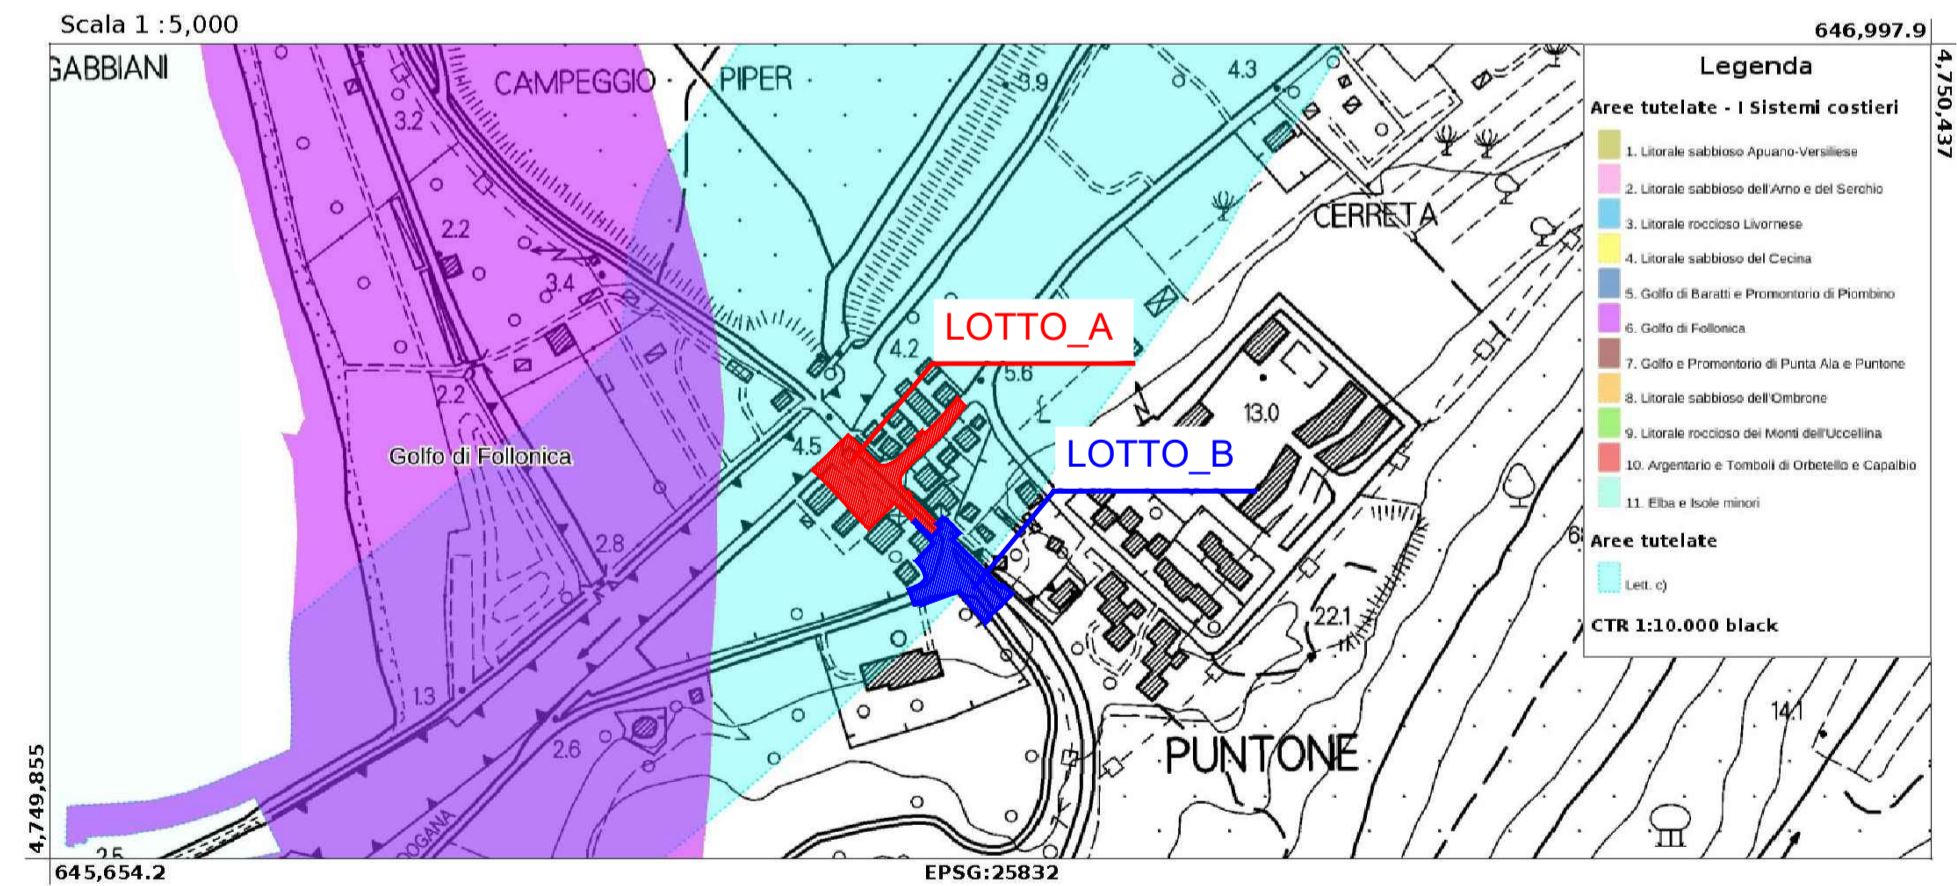 Scala 1 :5,000
646,997.9
GABBIANI
CAMPEGGIO
PIPER
3.9
4.3
3.2
2.2
3.4
CERRETA
4.2
LOTTO_A
5.6
2.2
13.0
4.5
LOTTO_B
Golfo di Follonica
2.8
22.1
1.3
2.6
PUNTONE
14.1
DOGANA
2.5
4,750,437
Legenda
Aree tutelate - I Sistemi costieri
1. Litorale sabbioso Apuano-Versiliese
2. Litorale sabbioso dell'Arno e del Serchio
3. Litorale roccioso Livornese
4. Litorale sabbioso del Cecina
5. Golfo di Baratti e Promontorio di Piombino
6. Golfo di Follonica
7. Golfo e Promontorio di Punta Ala e Puntone
8. Litorale sabbioso dell'Ombrone
9. Litorale roccioso dei Monti dell'Uccellina
10. Argentario e Tomboli di Orbetello e Capalbio
11. Elba e Isole minori
Aree tutelate
Lett. c)
CTR 1:10.000 black
4,749,855
645,654.2
EPSG:25832